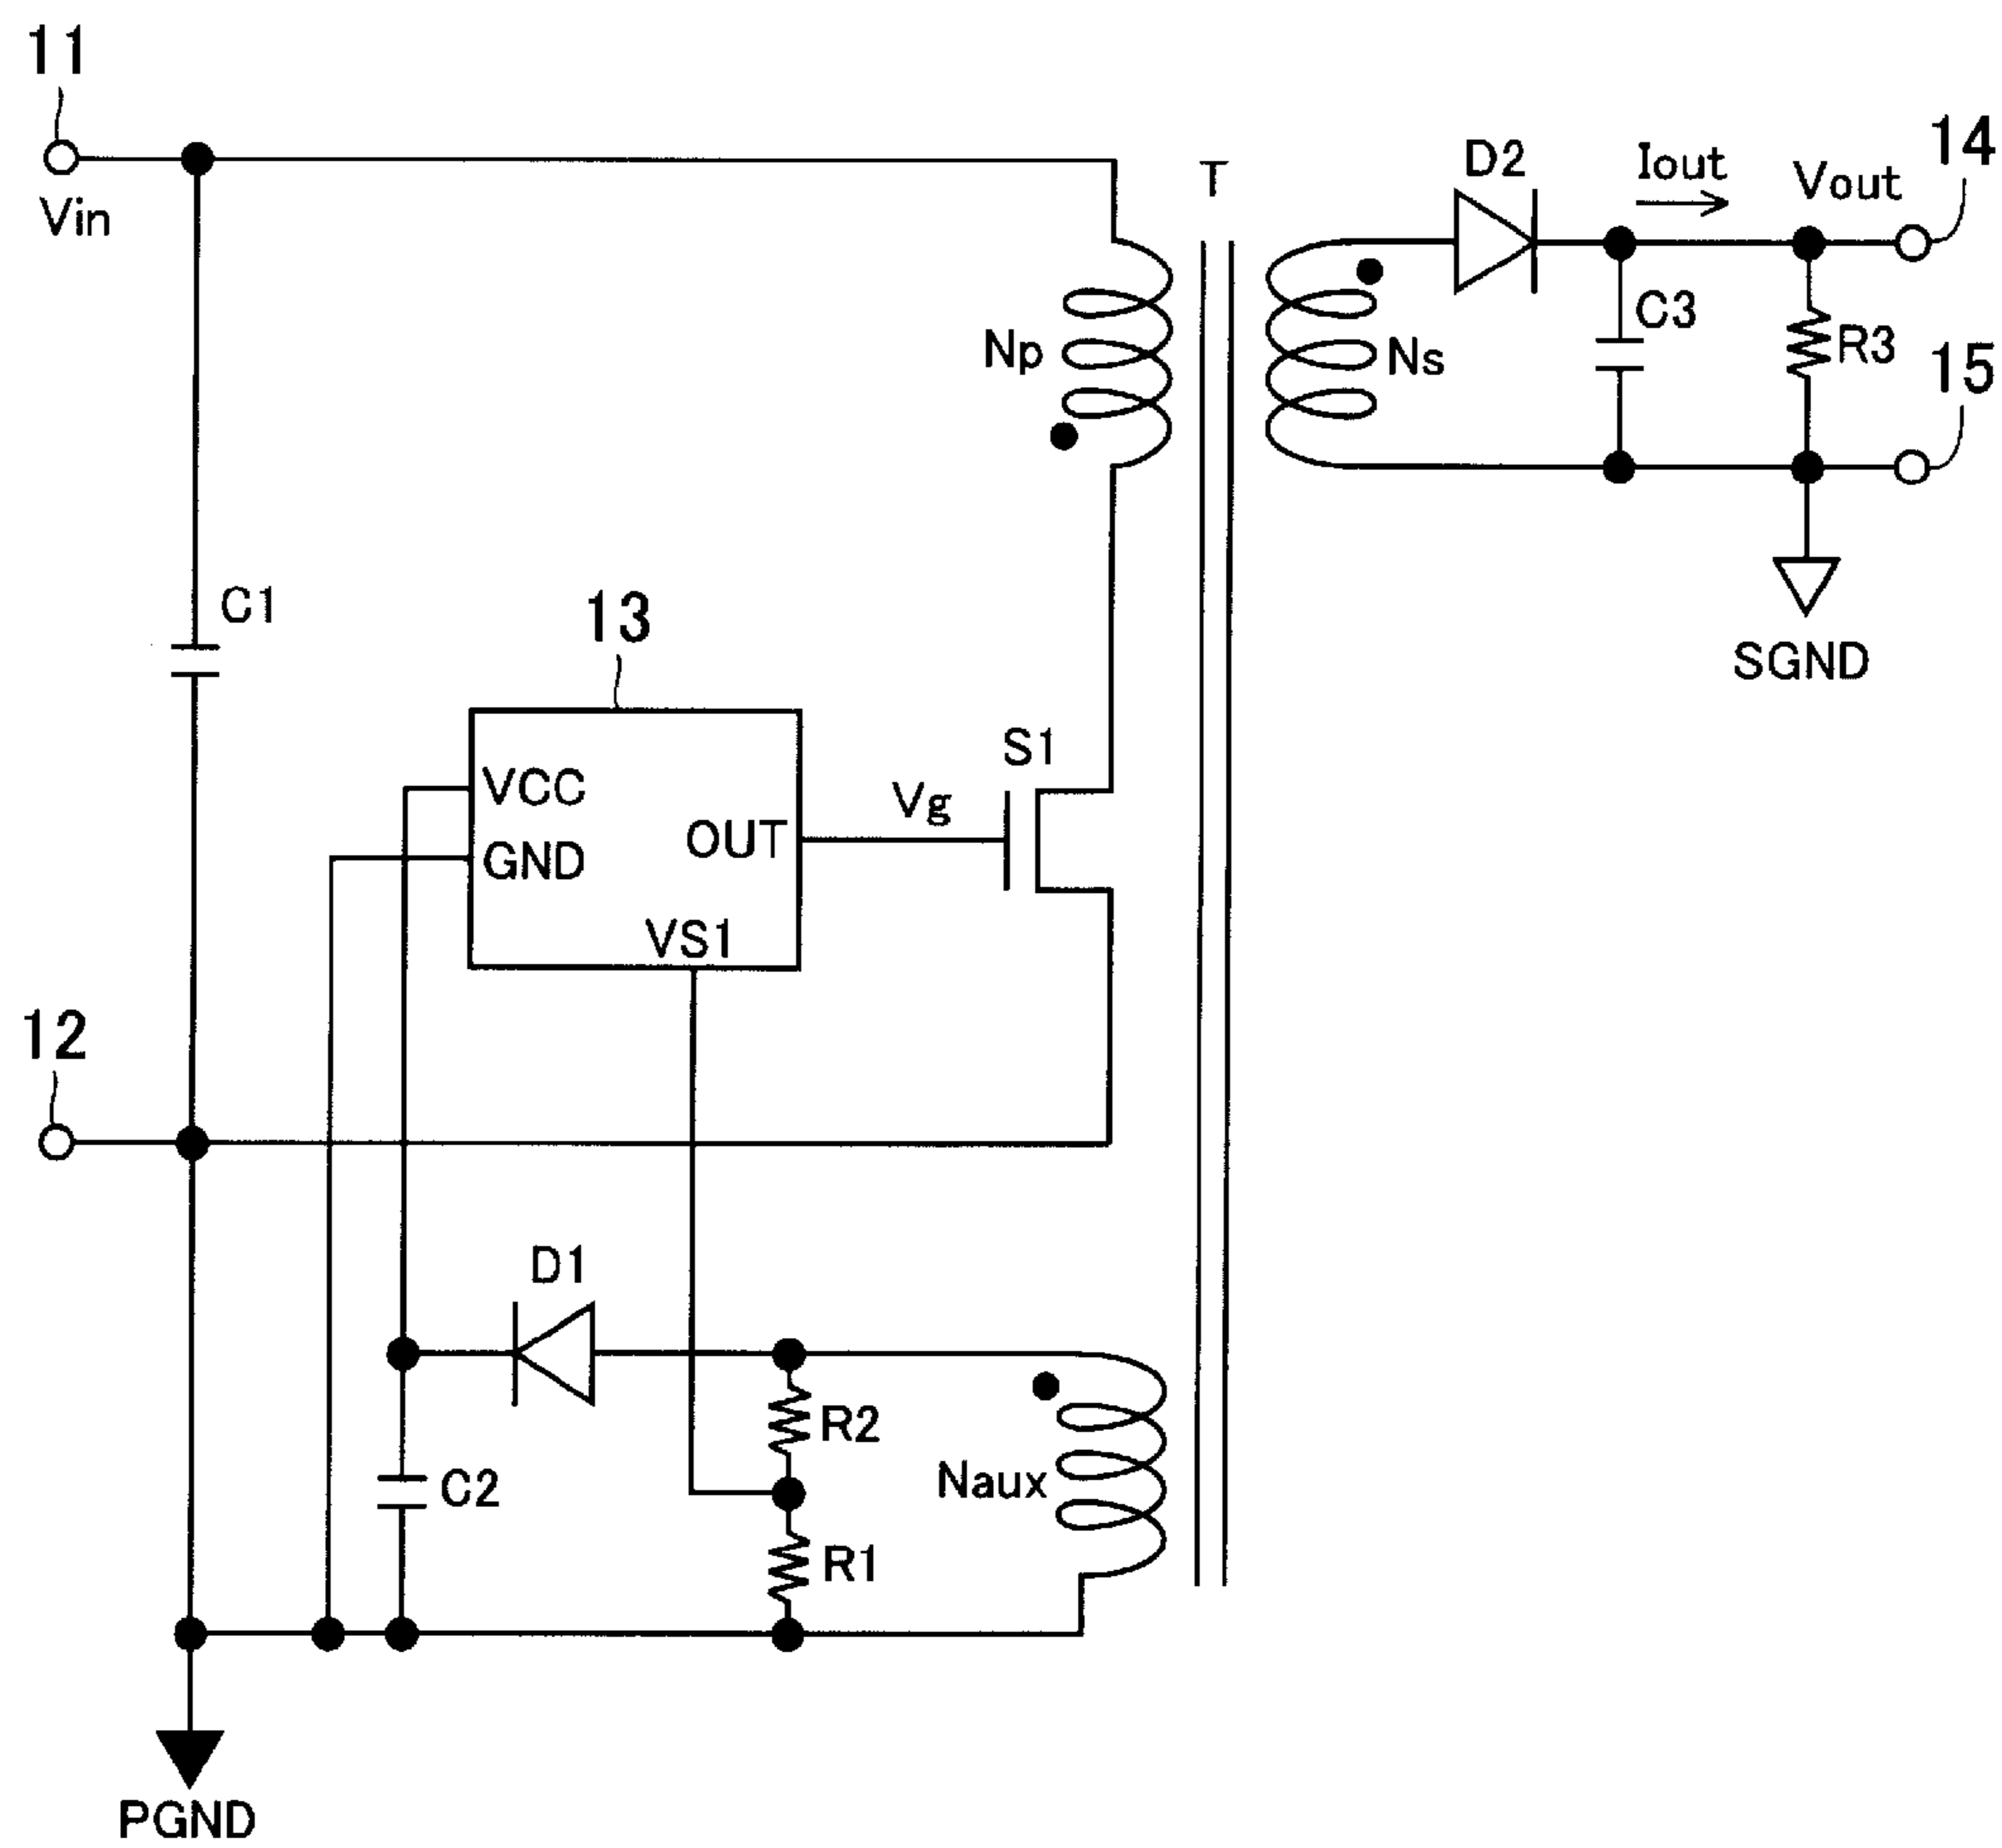 11
Vin
T
D2
Iout
Vout
14
Np
Ns
C3
R3
15
C1
13
SGND
S1
VCC
Vg
OUT
GND
VS1
12
D1
R2
Naux
C2
R1
PGND